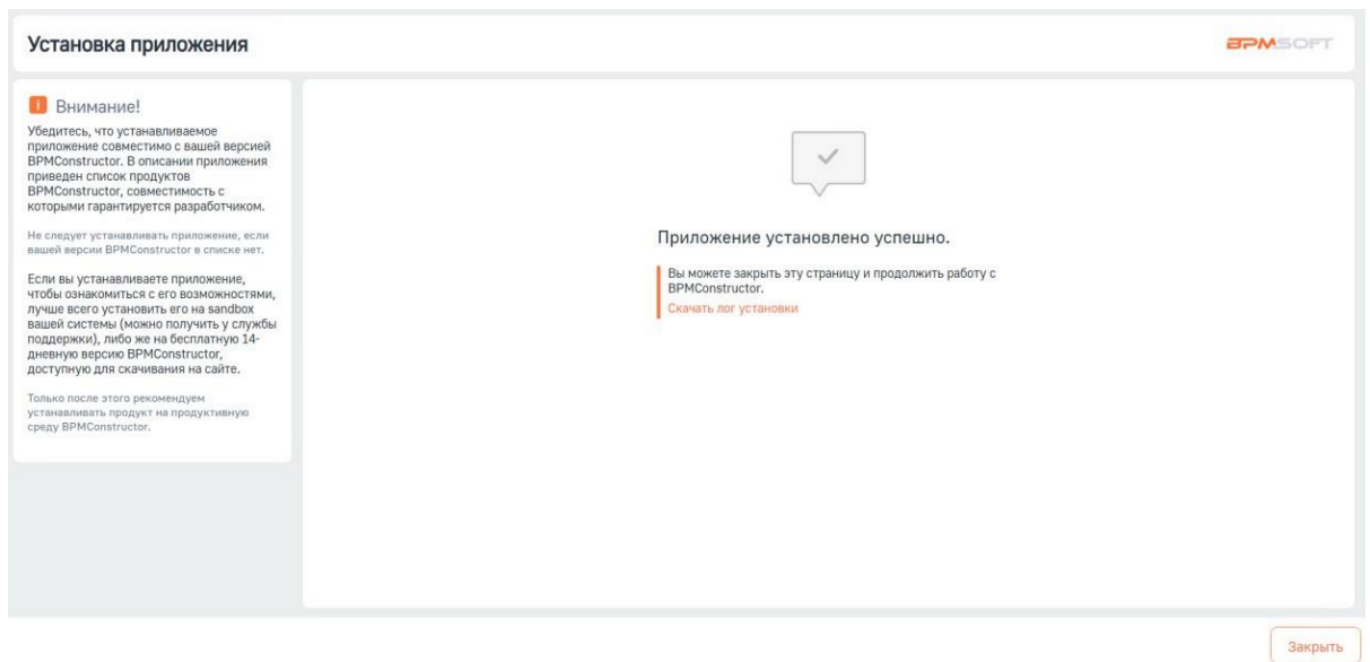 Установка приложения
BPMSOFT
Внимание!
Убедитесь, что устанавливаемое
приложение совместимо с вашей версией
BPMConstructor. В описании приложения
приведен список продуктов
BPMConstructor, совместимость с
которыми гарантируется разработчиком.
Не следует устанавливать приложение, если
вашей версии BPMConstructor в списке нет.
Если вы устанавливаете приложение,
чтобы ознакомиться с его возможностями,
лучше всего установить его на sandbox
вашей системы (можно получить у службы
поддержки), либо же на бесплатную 14-
дневную версию BPMConstructor,
доступную для скачивания на сайте.
Только после этого рекомендуем
устанавливать продукт на продуктивную
среду BPMConstructor.
Приложение установлено успешно.
Вы можете закрыть эту страницу и продолжить работу с
BPMConstructor.
Скачать лог установки
Закрыть